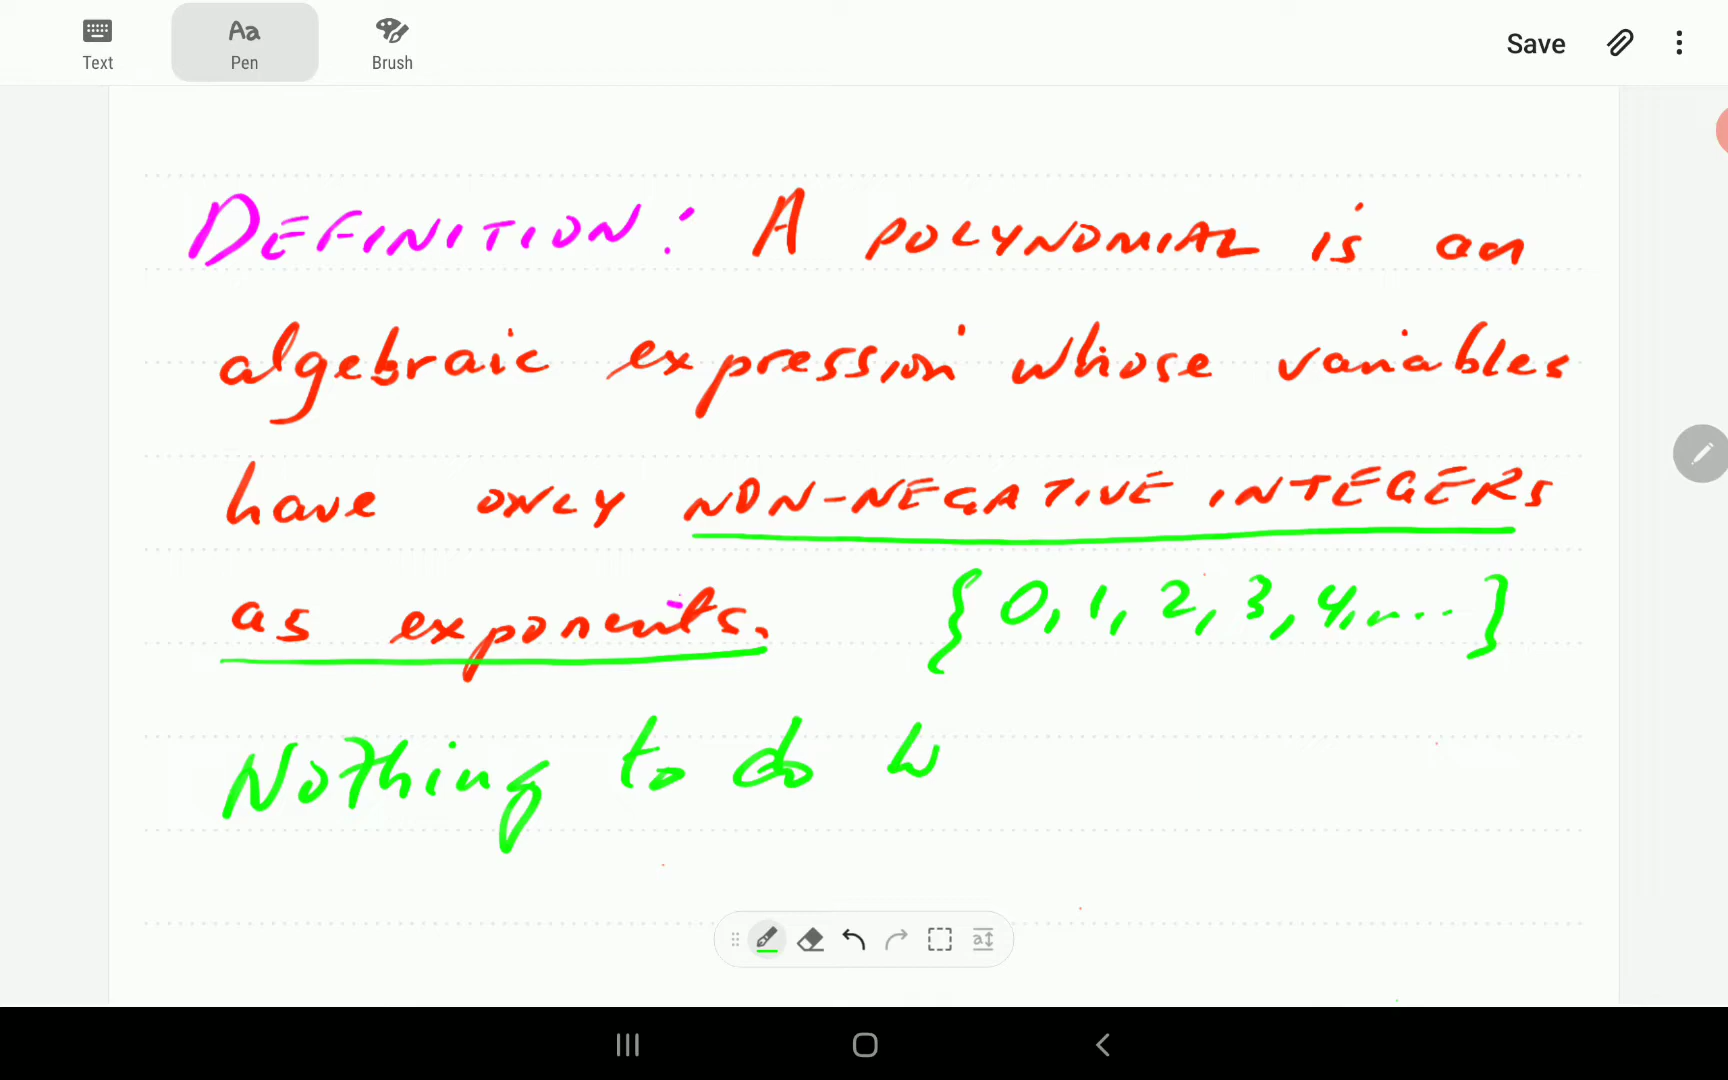 Text
Aa
Pen
Brush
Save
DEFINITION: A POLYNOMIAL is an
algebraic expression whose variables
have ONLY NON-NEGATIVE INTEGERS
as exponents. {0, 1, 2, 3, 4, ... }
Nothing to do w